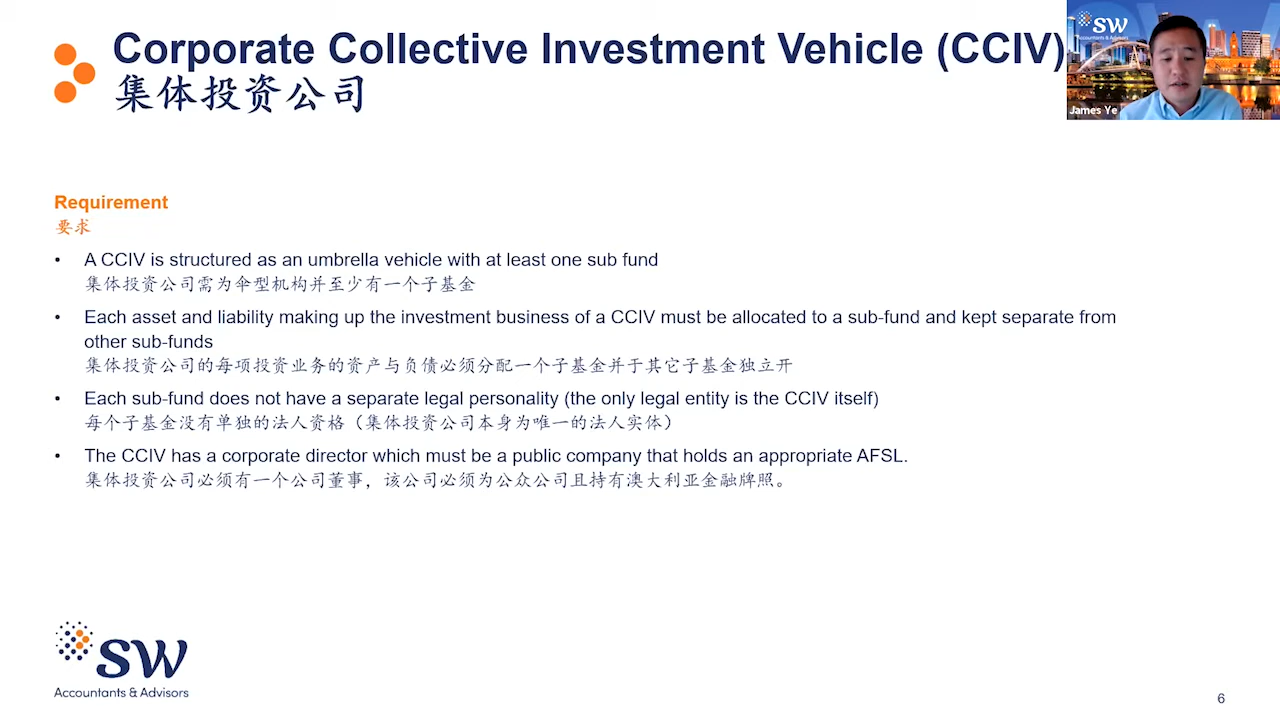 Corporate Collective Investment Vehicle (CCIV)
集体投资公司
SW
Accountants & Advisors
James Ye
Requirement
要求
• A CCIV is structured as an umbrella vehicle with at least one sub fund
集体投资公司需为伞型机构并至少有一个子基金
• Each asset and liability making up the investment business of a CCIV must be allocated to a sub-fund and kept separate from
other sub-funds
集体投资公司的每项投资业务的资产与负债必须分配一个子基金并于其它子基金独立开
• Each sub-fund does not have a separate legal personality (the only legal entity is the CCIV itself)
每个子基金没有单独的法人资格（集体投资公司本身为唯一的法人实体）
• The CCIV has a corporate director which must be a public company that holds an appropriate AFSL.
集体投资公司必须有一个公司董事，该公司必须为公众公司且持有澳大利亚金融牌照。
SW
Accountants & Advisors
6